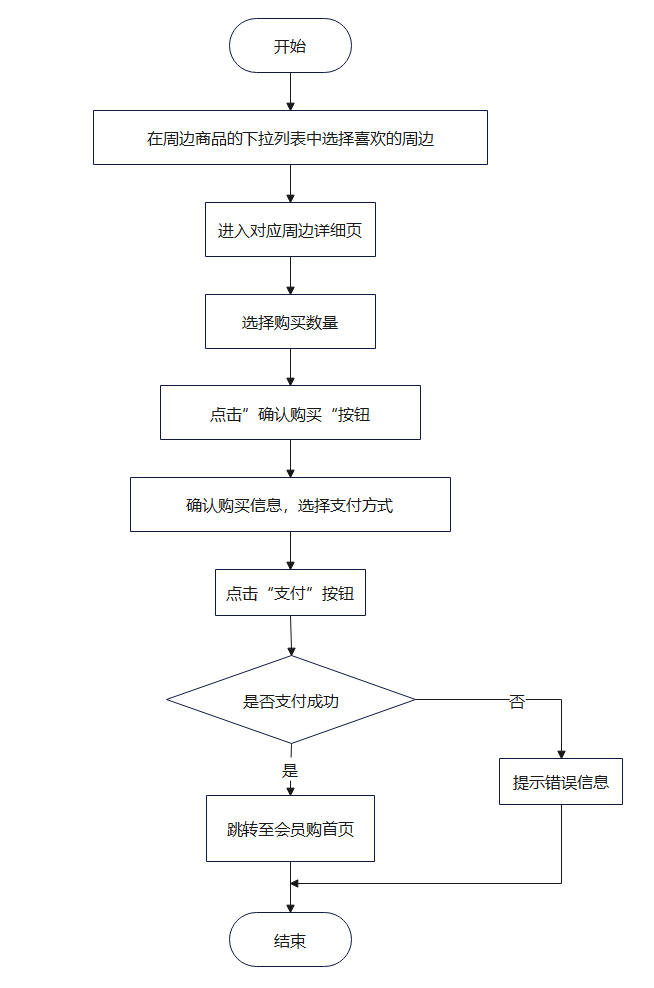 开始
在周边商品的下拉列表中选择喜欢的周边
进入对应周边详细页
选择购买数量
点击”确认购买“按钮
确认购买信息，选择支付方式
点击“支付”按钮
是否支付成功
否
是
提示错误信息
跳转至会员购首页
结束